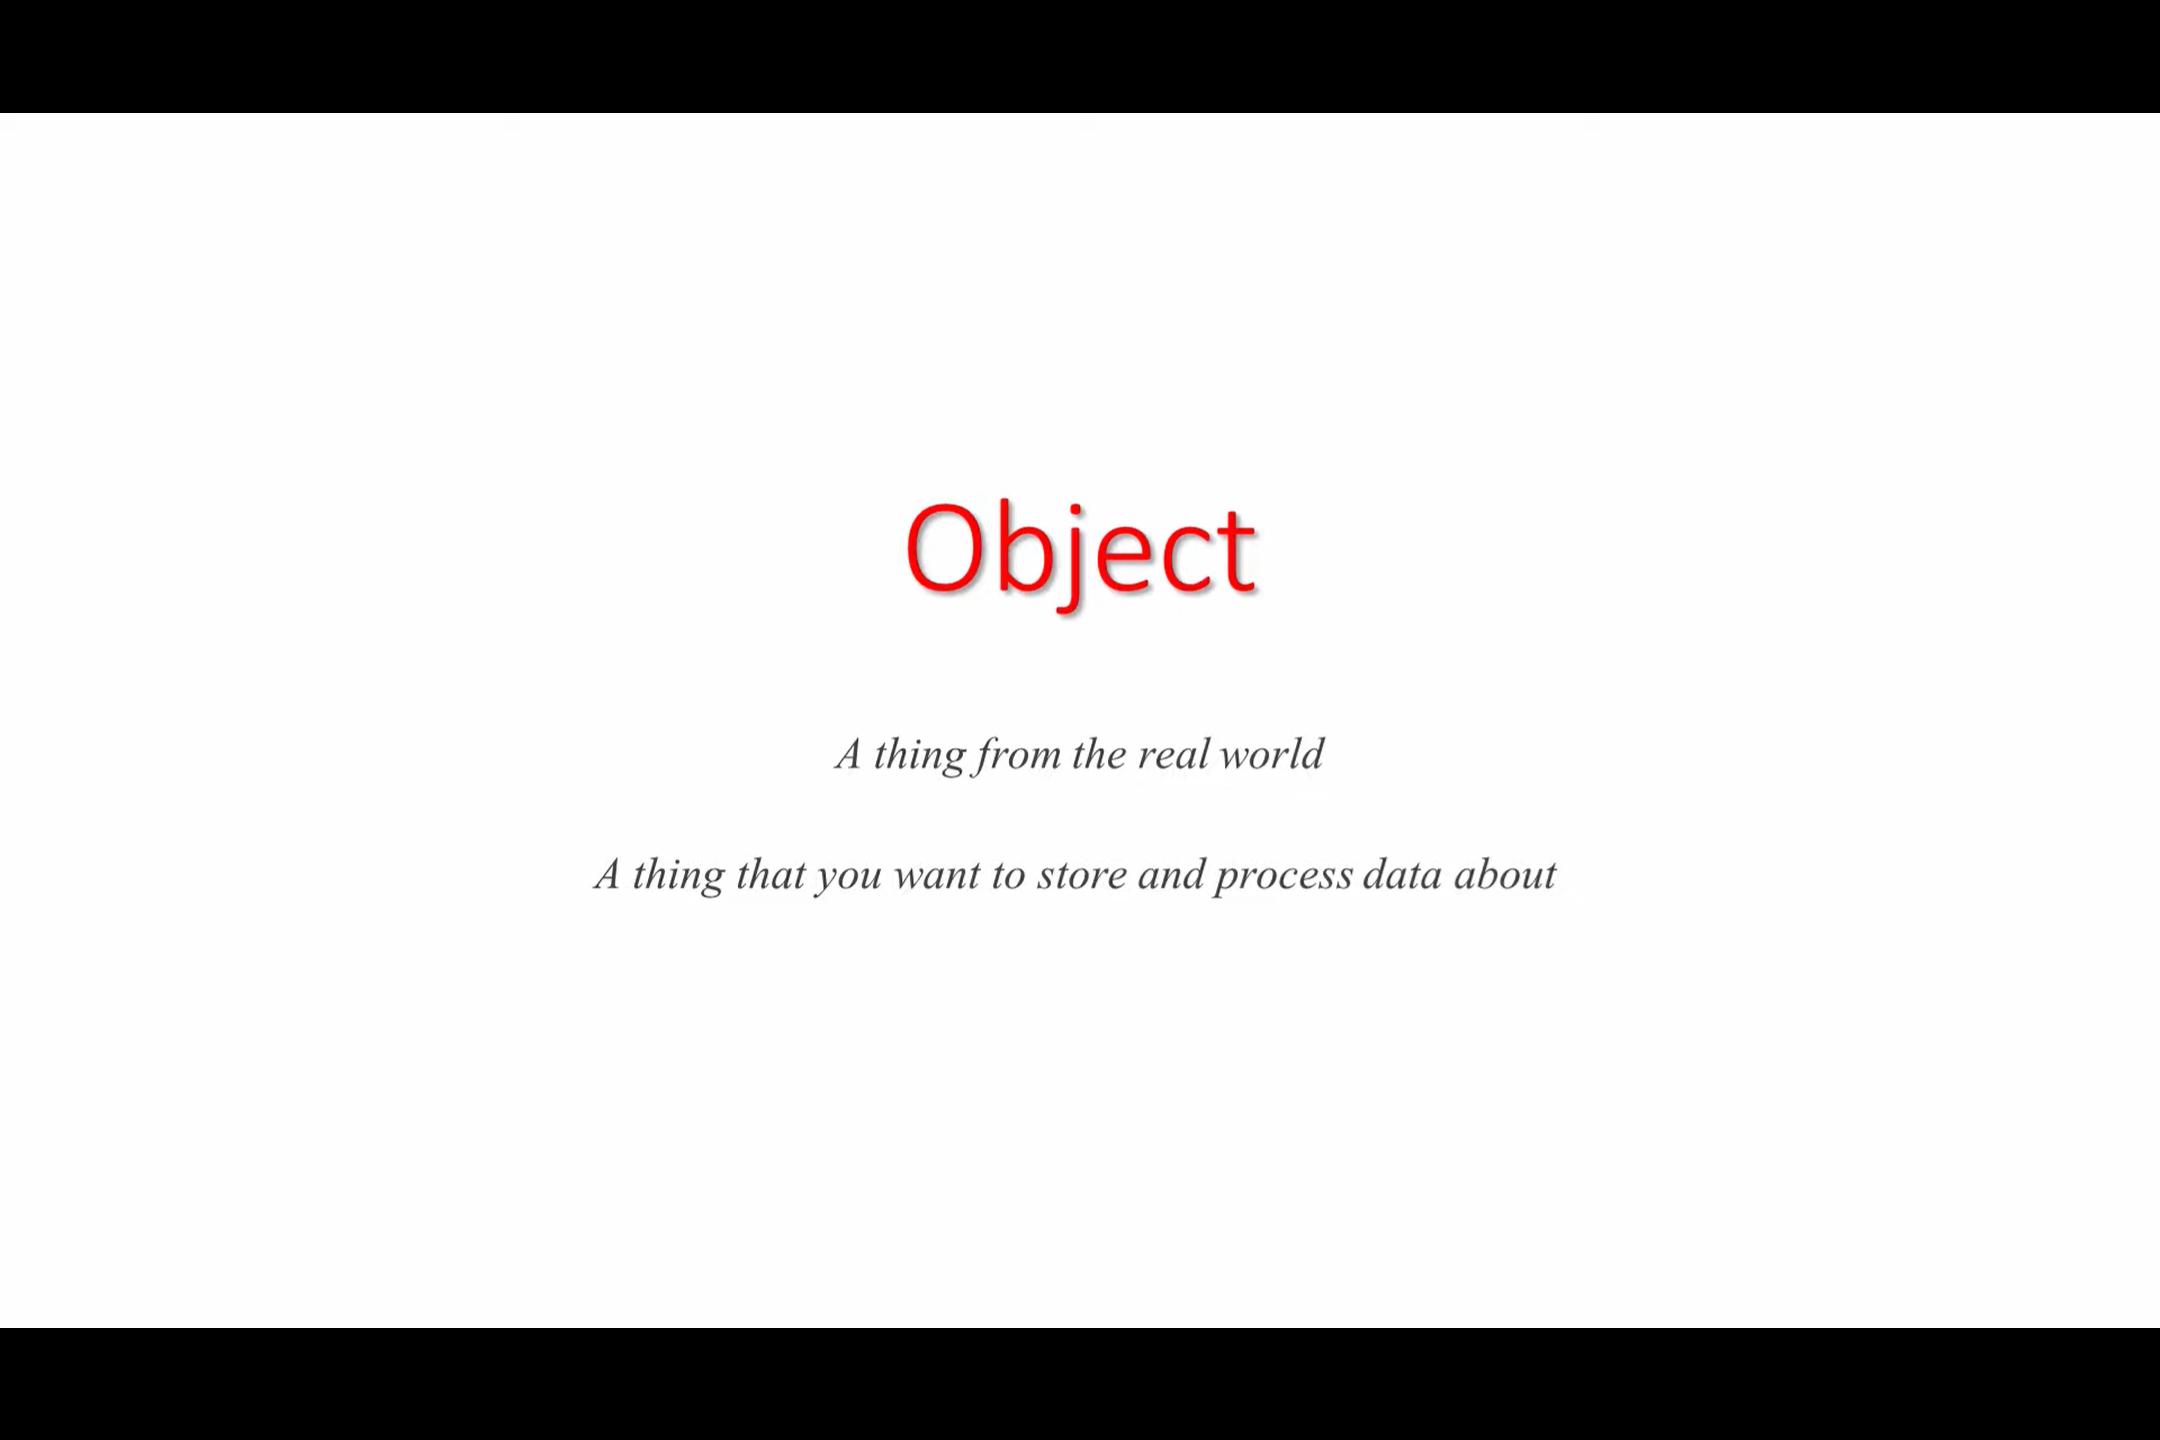 Object
A thing from the real world
A thing that you want to store and process data about